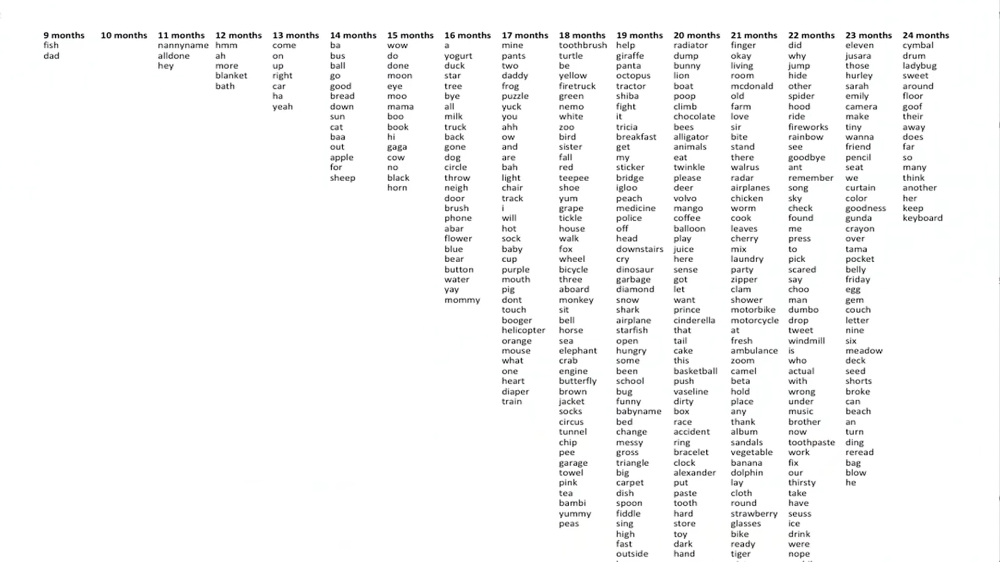 9 months
fish
dad
10 months
11 months
nannyname
alldone
hey
12 months
hmm
ah
more
blanket
bath
13 months
come
on
up
right
car
ha
yeah
14 months
ba
bus
ball
go
good
bread
down
sun
cat
baa
out
apple
for
sheep
15 months
wow
do
done
moon
eye
moo
mama
boo
book
hi
gaga
cow
no
black
horn
16 months
a
yogurt
duck
star
tree
bye
all
milk
truck
back
gone
dog
circle
throw
neigh
door
brush
phone
abar
flower
blue
bear
button
water
yay
mommy
17 months
mine
pants
two
daddy
frog
puzzle
yuck
you
ahh
ow
and
are
bah
light
chair
track
i
will
hot
sock
baby
cup
purple
mouth
pig
dont
touch
booger
helicopter
orange
mouse
what
one
heart
diaper
train
18 months
toothbrush
turtle
be
yellow
firetruck
green
nemo
white
zoo
bird
sister
fall
red
teepee
shoe
yum
grape
tickle
house
walk
fox
wheel
bicycle
three
aboard
monkey
sit
bell
horse
sea
elephant
crab
engine
butterfly
brown
jacket
socks
circus
tunnel
chip
pee
garage
towel
pink
tea
bambi
yummy
peas
19 months
help
giraffe
panta
octopus
tractor
shiba
fight
it
tricia
breakfast
get
my
sticker
bridge
igloo
peach
medicine
police
off
head
downstairs
cry
dinosaur
garbage
diamond
snow
shark
airplane
starfish
open
hungry
some
been
school
bug
funny
babyname
bed
change
messy
gross
triangle
big
carpet
dish
spoon
fiddle
sing
high
fast
outside
20 months
radiator
dump
bunny
lion
boat
poop
climb
chocolate
bees
alligator
animals
eat
twinkle
please
deer
volvo
mango
coffee
balloon
play
juice
here
sense
got
let
want
prince
cinderella
that
tail
cake
this
basketball
push
vaseline
dirty
box
race
accident
ring
bracelet
clock
alexander
put
paste
tooth
hard
store
toy
dark
hand
21 months
finger
okay
living
room
mcdonald
old
farm
love
sir
bite
stand
there
walrus
radar
airplanes
chicken
worm
cook
leaves
cherry
mix
laundry
party
zipper
clam
shower
motorbike
motorcycle
at
fresh
ambulance
zoom
camel
beta
hold
place
any
thank
album
sandals
vegetable
banana
dolphin
lay
cloth
round
strawberry
glasses
bike
ready
tiger
22 months
did
why
jump
hide
other
spider
hood
ride
fireworks
rainbow
see
goodbye
ant
remember
song
sky
check
found
me
press
to
pick
scared
say
choo
man
dumbo
drop
tweet
windmill
is
who
actual
with
wrong
under
music
brother
now
toothpaste
work
fix
our
thirsty
take
have
seuss
ice
drink
were
nope
23 months
eleven
jusara
those
hurley
sarah
emily
camera
make
tiny
wanna
friend
pencil
seat
we
curtain
color
goodness
gunda
crayon
over
tama
pocket
belly
friday
egg
gem
couch
letter
nine
six
meadow
deck
seed
shorts
broke
can
beach
an
turn
ding
reread
bag
blow
he
24 months
cymbal
drum
ladybug
sweet
around
floor
goof
their
away
does
far
so
many
think
another
her
keep
keyboard